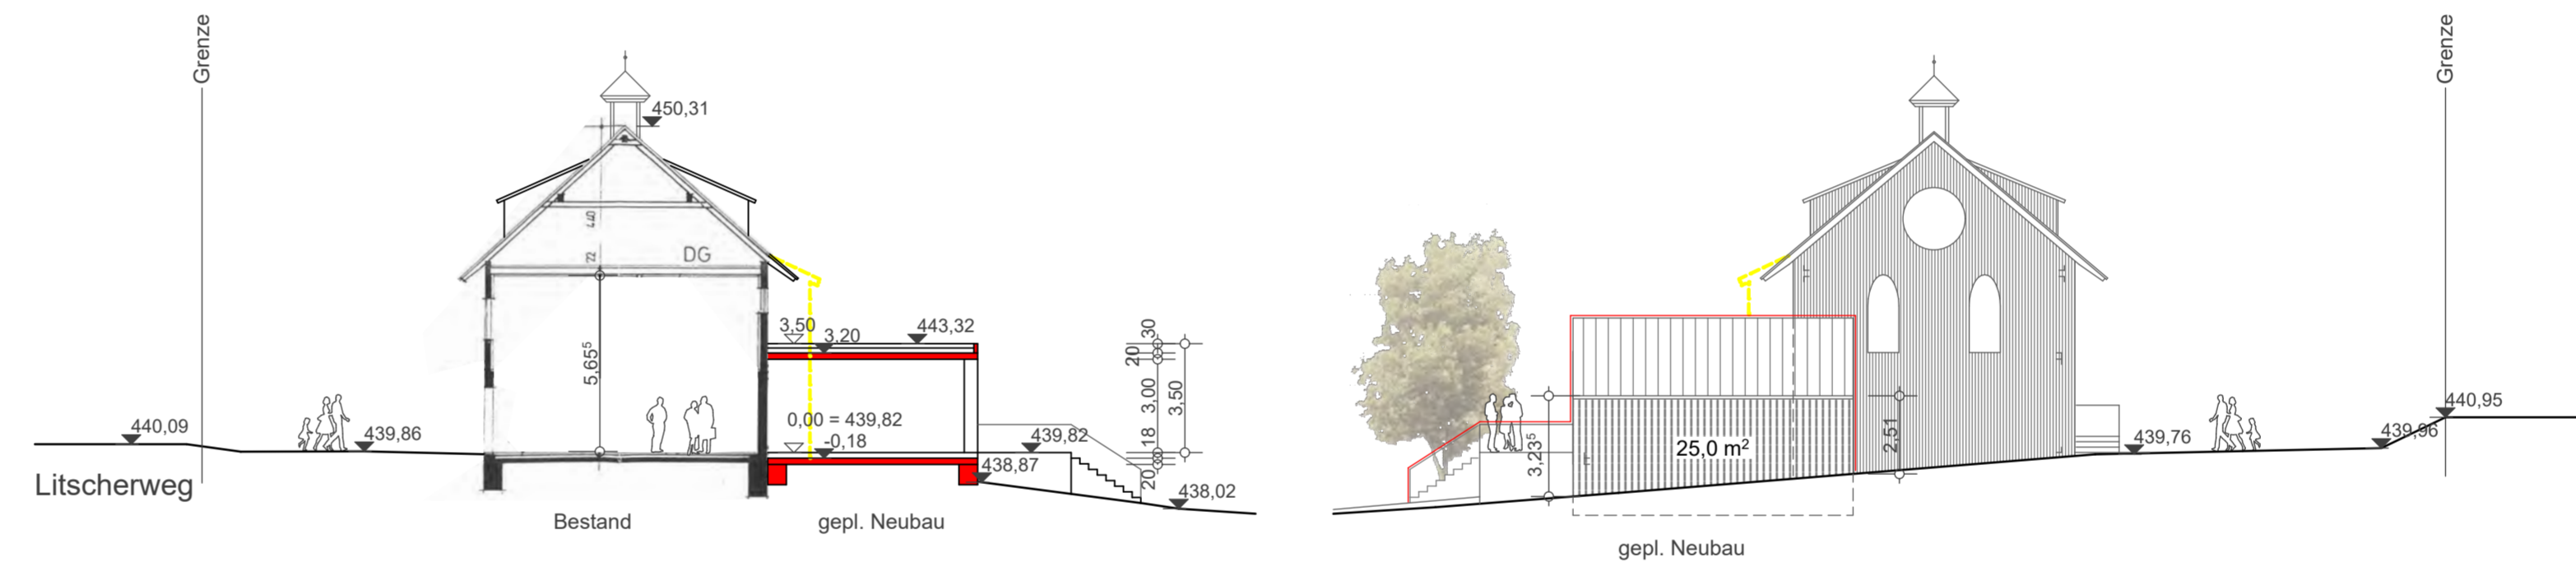 Grenze
450,31
440
22
DG
5,65⁵
3,50
3,20
443,32
0,00 = 439,82
-0,18
440,09
439,86
439,82
438,87
438,02
30
20
3,00
3,50
18
20
Litscherweg
Bestand
gepl. Neubau
Grenze
3,23⁵
25,0 m²
2,51
439,76
439,96
440,95
gepl. Neubau